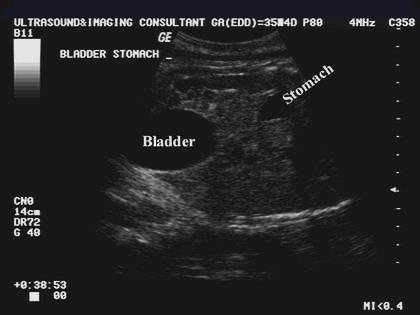 ULTRASOUND&IMAGING CONSULTANT GA(EDD)=35W4D P80 4MHz C358
B11
GE
BLADDER STOMACH _
Stomach
Bladder
CN0
14cm
DR72
G 40
+0:38:53
00
MI<0.4